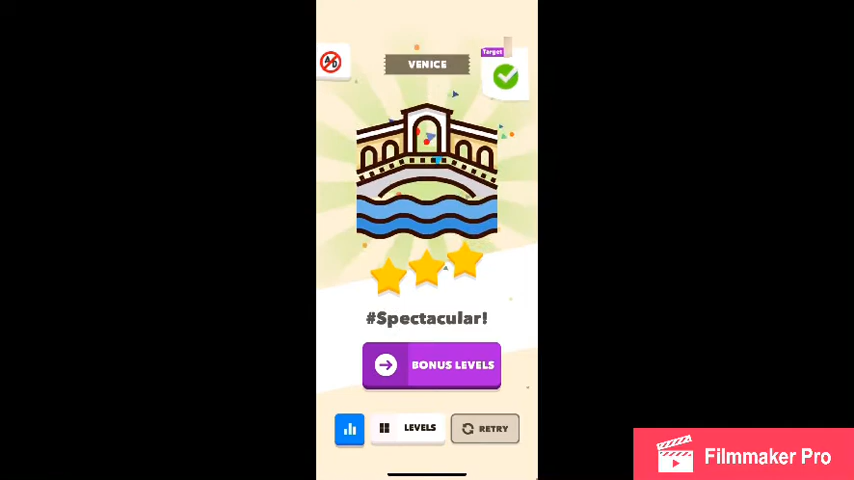 VENICE
Target
#Spectacular!
BONUS LEVELS
LEVELS
RETRY
Filmmaker Pro